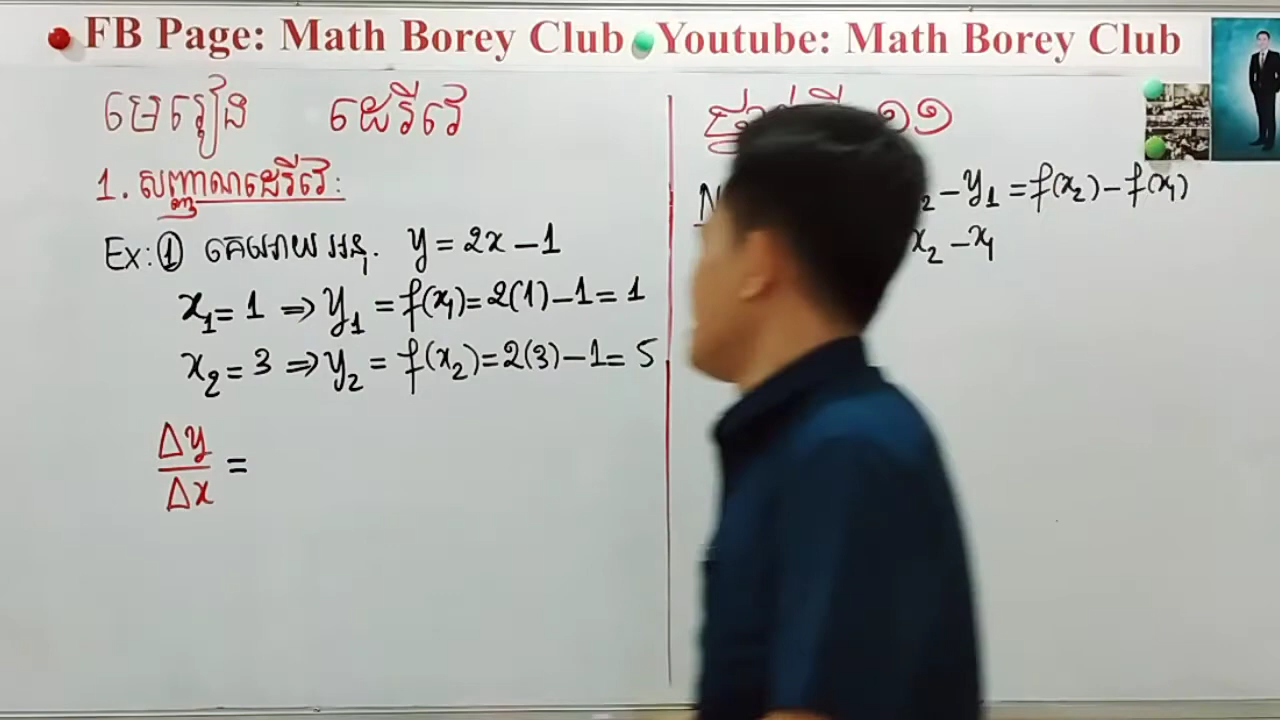 FB Page: Math Borey Club Youtube: Math Borey Club
មេរៀន ដេរីវេ
1. សញ្ញាណដេរីវេ:
Ex: ① គេអោយ អនុ. y = 2x - 1
x₁ = 1 ⇒ y₁ = f(x₁) = 2(1) - 1 = 1
x₂ = 3 ⇒ y₂ = f(x₂) = 2(3) - 1 = 5
Δy/Δx =
១១
₂ - y₁ = f(x₂) - f(x₁)
x₂ - x₁